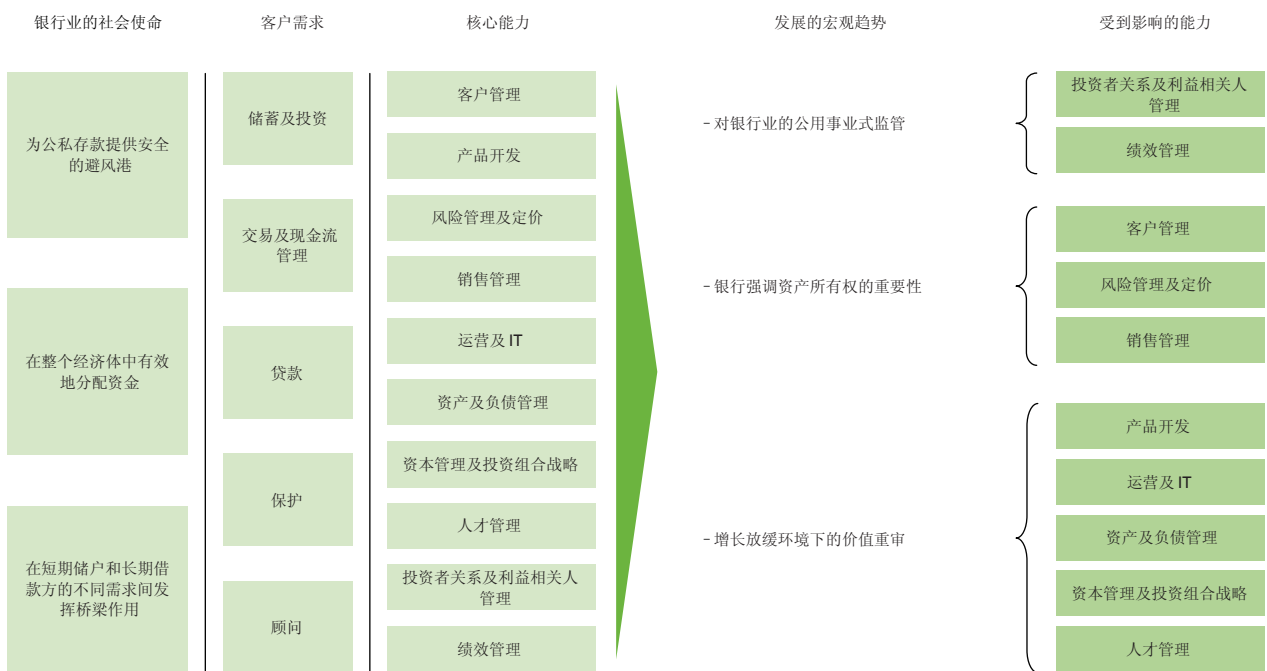 银行业的社会使命
客户需求
核心能力
发展的宏观趋势
受到影响的能力
为公私存款提供安全
的避风港
在整个经济体中有效
地分配资金
在短期储户和长期借
款方的不同需求间发
挥桥梁作用
储蓄及投资
交易及现金流
管理
贷款
保护
顾问
客户管理
产品开发
风险管理及定价
销售管理
运营及 IT
资产及负债管理
资本管理及投资组合战略
人才管理
投资者关系及利益相关人
管理
绩效管理
– 对银行业的公用事业式监管
– 银行强调资产所有权的重要性
– 增长放缓环境下的价值重审
投资者关系及利益相关人
管理
绩效管理
客户管理
风险管理及定价
销售管理
产品开发
运营及 IT
资产及负债管理
资本管理及投资组合战略
人才管理